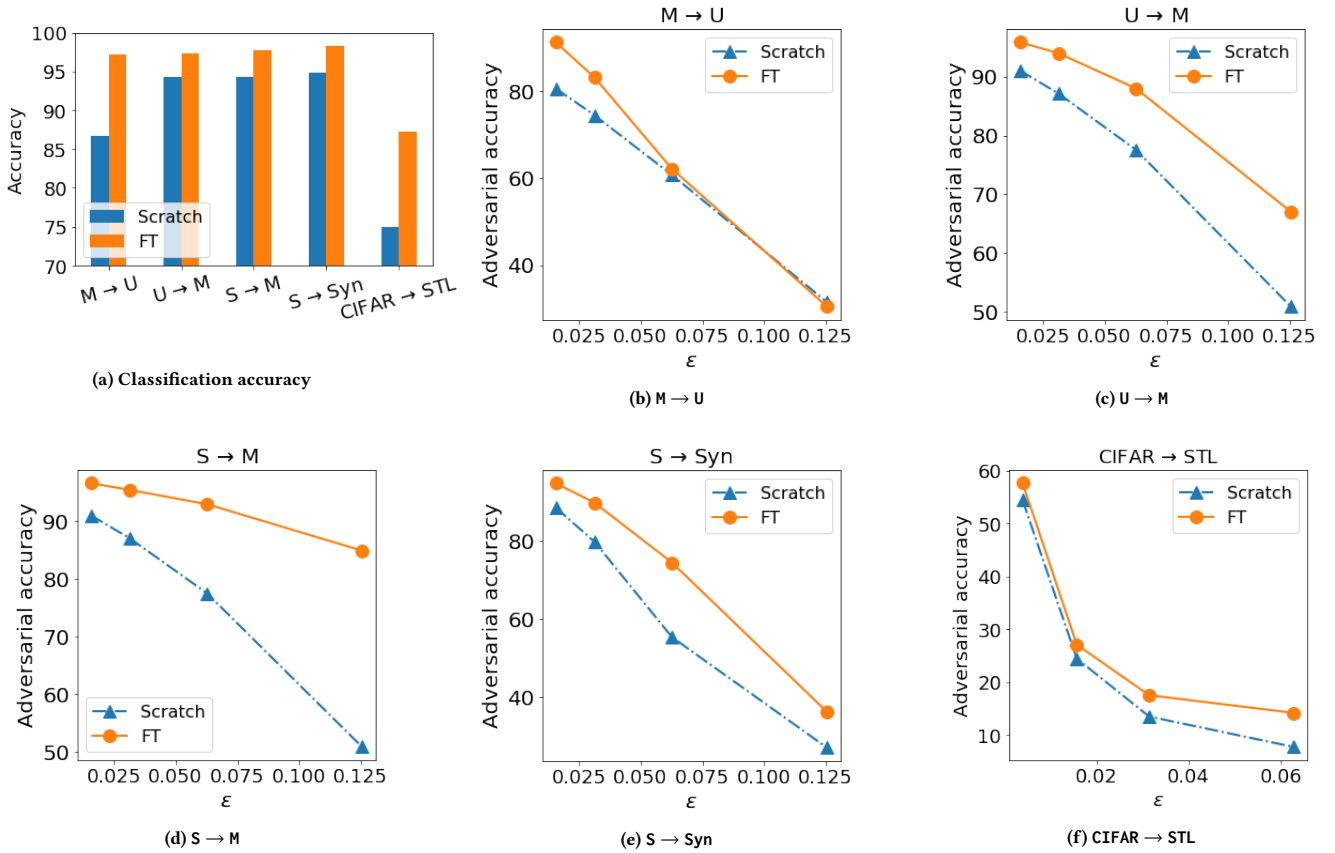 100
95
90
85
80
75
70
Accuracy
Scratch
FT
M → U
U → M
S → M
S → Syn
CIFAR → STL
(a) Classification accuracy
M → U
80
60
40
Adversarial accuracy
Scratch
FT
0.025 0.050 0.075 0.100 0.125
ε
(b) M → U
U → M
90
80
70
60
50
Adversarial accuracy
Scratch
FT
0.025 0.050 0.075 0.100 0.125
ε
(c) U → M
S → M
90
80
70
60
50
Adversarial accuracy
Scratch
FT
0.025 0.050 0.075 0.100 0.125
ε
(d) S → M
S → Syn
80
60
40
Adversarial accuracy
Scratch
FT
0.025 0.050 0.075 0.100 0.125
ε
(e) S → Syn
CIFAR → STL
60
50
40
30
20
10
Adversarial accuracy
Scratch
FT
0.02 0.04 0.06
ε
(f) CIFAR → STL